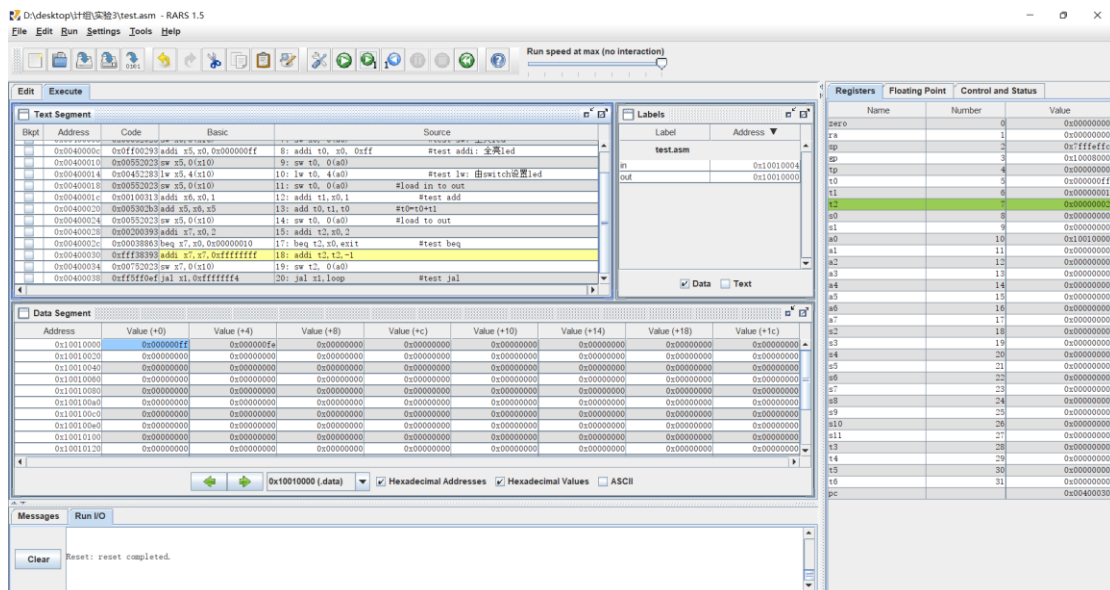 D:\desktop\计组\实验3\test.asm - RARS 1.5
File Edit Run Settings Tools Help
Run speed at max (no interaction)
Edit Execute
Registers Floating Point Control and Status
Text Segment
Bkpt Address Code Basic Source
0x0040000c 0x0ff00293 addi x5,x0,0x000000ff 8: addi t0, x0, 0xff #test addi: 全亮led
0x00400010 0x00552023 sw x5,0(x10) 9: sw t0, 0(a0)
0x00400014 0x00452283 lw x5,4(x10) 10: lw t0, 4(a0) #test lw: 由switch设置led
0x00400018 0x00552023 sw x5,0(x10) 11: sw t0, 0(a0) #load in to out
0x0040001c 0x00100313 addi x6,x0,1 12: addi t1,x0,1 #test add
0x00400020 0x005302b3 add x5,x6,x5 13: add t0,t1,t0 #t0=t0+t1
0x00400024 0x00552023 sw x5,0(x10) 14: sw t0, 0(a0) #load to out
0x00400028 0x00200393 addi x7,x0,2 15: addi t2,x0,2
0x0040002c 0x00038863 beq x7,x0,0x00000010 17: beq t2,x0,exit #test beq
0x00400030 0xfff38393 addi x7,x7,0xffffffff 18: addi t2,t2,-1
0x00400034 0x00752023 sw x7,0(x10) 19: sw t2, 0(a0)
0x00400038 0xff5ff0ef jal x1,0xfffffff4 20: jal x1,loop #test jal
Labels
Label Address ▼
test.asm
in 0x10010004
out 0x10010000
Data Text
Data Segment
Address Value (+0) Value (+4) Value (+8) Value (+c) Value (+10) Value (+14) Value (+18) Value (+1c)
0x10010000 0x000000ff 0x000000fe 0x00000000 0x00000000 0x00000000 0x00000000 0x00000000 0x00000000
0x10010020 0x00000000 0x00000000 0x00000000 0x00000000 0x00000000 0x00000000 0x00000000 0x00000000
0x10010040 0x00000000 0x00000000 0x00000000 0x00000000 0x00000000 0x00000000 0x00000000 0x00000000
0x10010060 0x00000000 0x00000000 0x00000000 0x00000000 0x00000000 0x00000000 0x00000000 0x00000000
0x10010080 0x00000000 0x00000000 0x00000000 0x00000000 0x00000000 0x00000000 0x00000000 0x00000000
0x100100a0 0x00000000 0x00000000 0x00000000 0x00000000 0x00000000 0x00000000 0x00000000 0x00000000
0x100100c0 0x00000000 0x00000000 0x00000000 0x00000000 0x00000000 0x00000000 0x00000000 0x00000000
0x100100e0 0x00000000 0x00000000 0x00000000 0x00000000 0x00000000 0x00000000 0x00000000 0x00000000
0x10010100 0x00000000 0x00000000 0x00000000 0x00000000 0x00000000 0x00000000 0x00000000 0x00000000
0x10010120 0x00000000 0x00000000 0x00000000 0x00000000 0x00000000 0x00000000 0x00000000 0x00000000
0x10010000 (.data) Hexadecimal Addresses Hexadecimal Values ASCII
Messages Run I/O
Clear
Reset: reset completed.
Name Number Value
zero 0 0x00000000
ra 1 0x00000000
sp 2 0x7fffeffc
gp 3 0x10008000
tp 4 0x00000000
t0 5 0x000000ff
t1 6 0x00000001
t2 7 0x00000002
s0 8 0x00000000
s1 9 0x00000000
a0 10 0x10010000
a1 11 0x00000000
a2 12 0x00000000
a3 13 0x00000000
a4 14 0x00000000
a5 15 0x00000000
a6 16 0x00000000
a7 17 0x00000000
s2 18 0x00000000
s3 19 0x00000000
s4 20 0x00000000
s5 21 0x00000000
s6 22 0x00000000
s7 23 0x00000000
s8 24 0x00000000
s9 25 0x00000000
s10 26 0x00000000
s11 27 0x00000000
t3 28 0x00000000
t4 29 0x00000000
t5 30 0x00000000
t6 31 0x00000000
pc 0x00400030